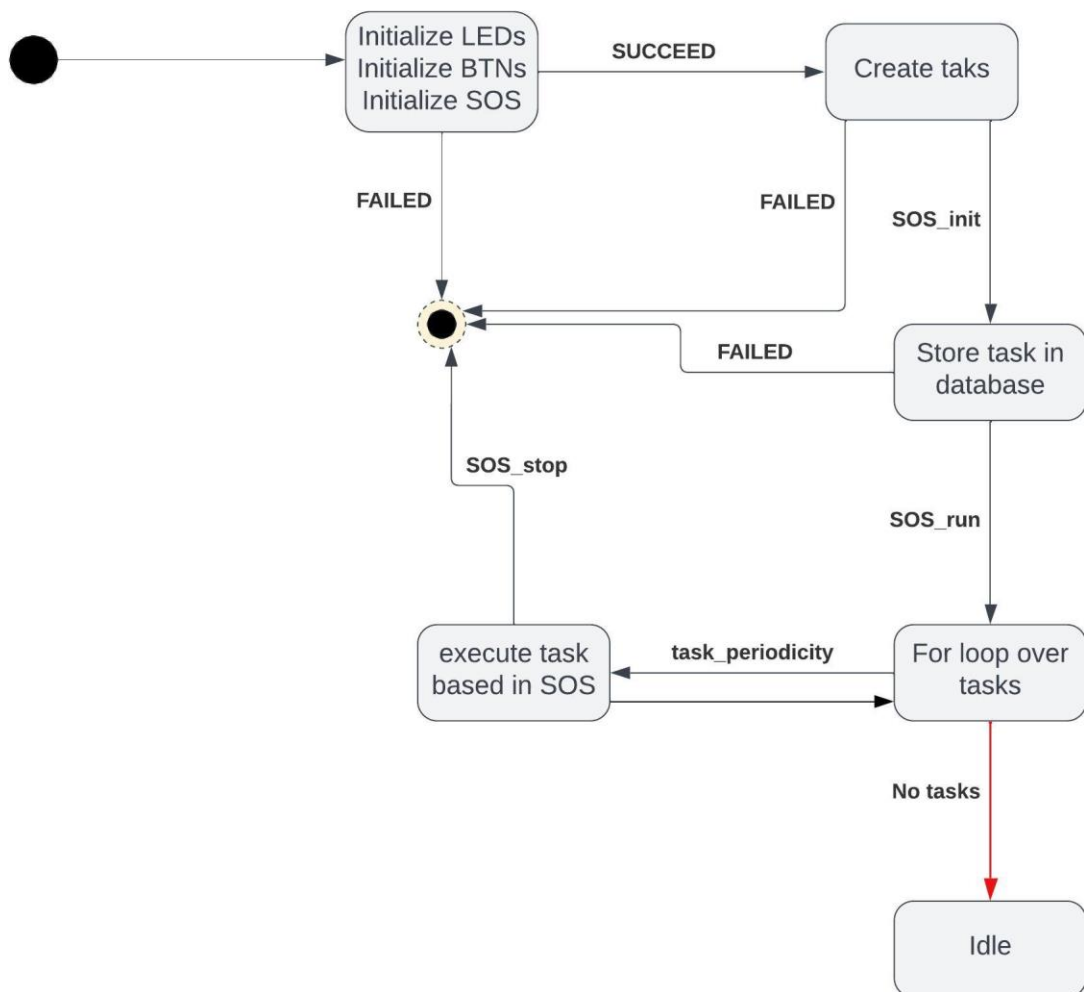 Initialize LEDs
Initialize BTNs
Initialize SOS
SUCCEED
Create taks
FAILED
FAILED
SOS_init
FAILED
Store task in
database
SOS_stop
SOS_run
execute task
based in SOS
task_periodicity
For loop over
tasks
No tasks
Idle